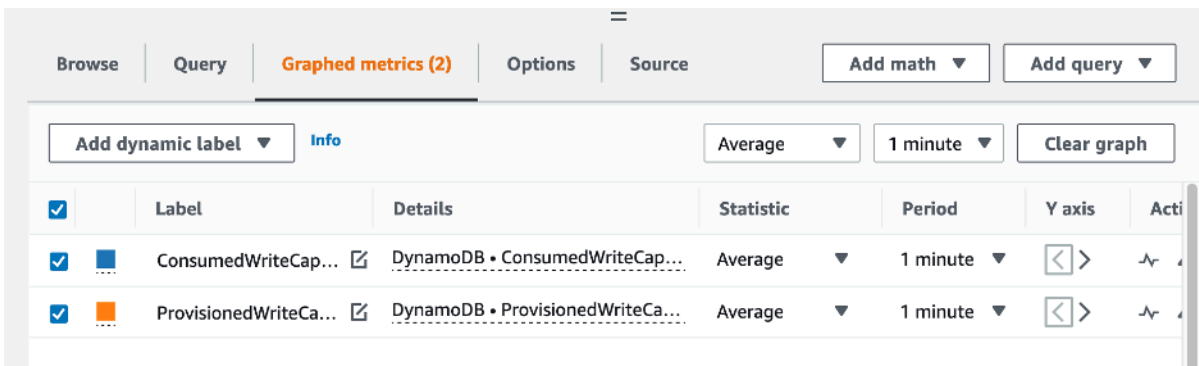 Browse Query Graphed metrics (2) Options Source Add math Add query
Add dynamic label Info Average 1 minute Clear graph
Label Details Statistic Period Y axis Acti
ConsumedWriteCap... DynamoDB • ConsumedWriteCap... Average 1 minute
ProvisionedWriteCa... DynamoDB • ProvisionedWriteCa... Average 1 minute